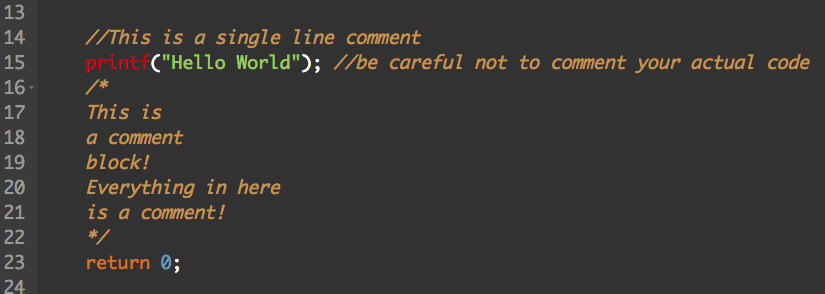 13
14 //This is a single line comment
15 printf("Hello World"); //be careful not to comment your actual code
16 /*
17 This is
18 a comment
19 block!
20 Everything in here
21 is a comment!
22 */
23 return 0;
24